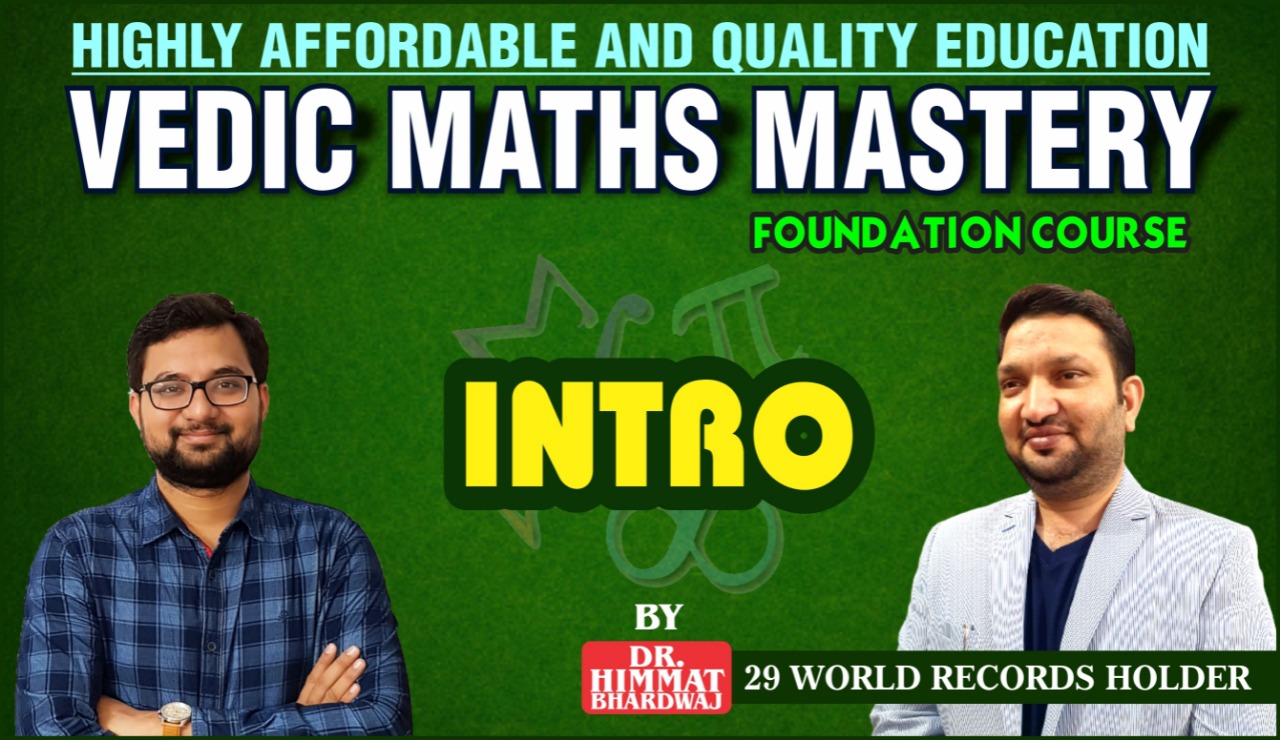 HIGHLY AFFORDABLE AND QUALITY EDUCATION
VEDIC MATHS MASTERY
FOUNDATION COURSE
INTRO
BY
DR.
HIMMAT
BHARDWAJ
29 WORLD RECORDS HOLDER